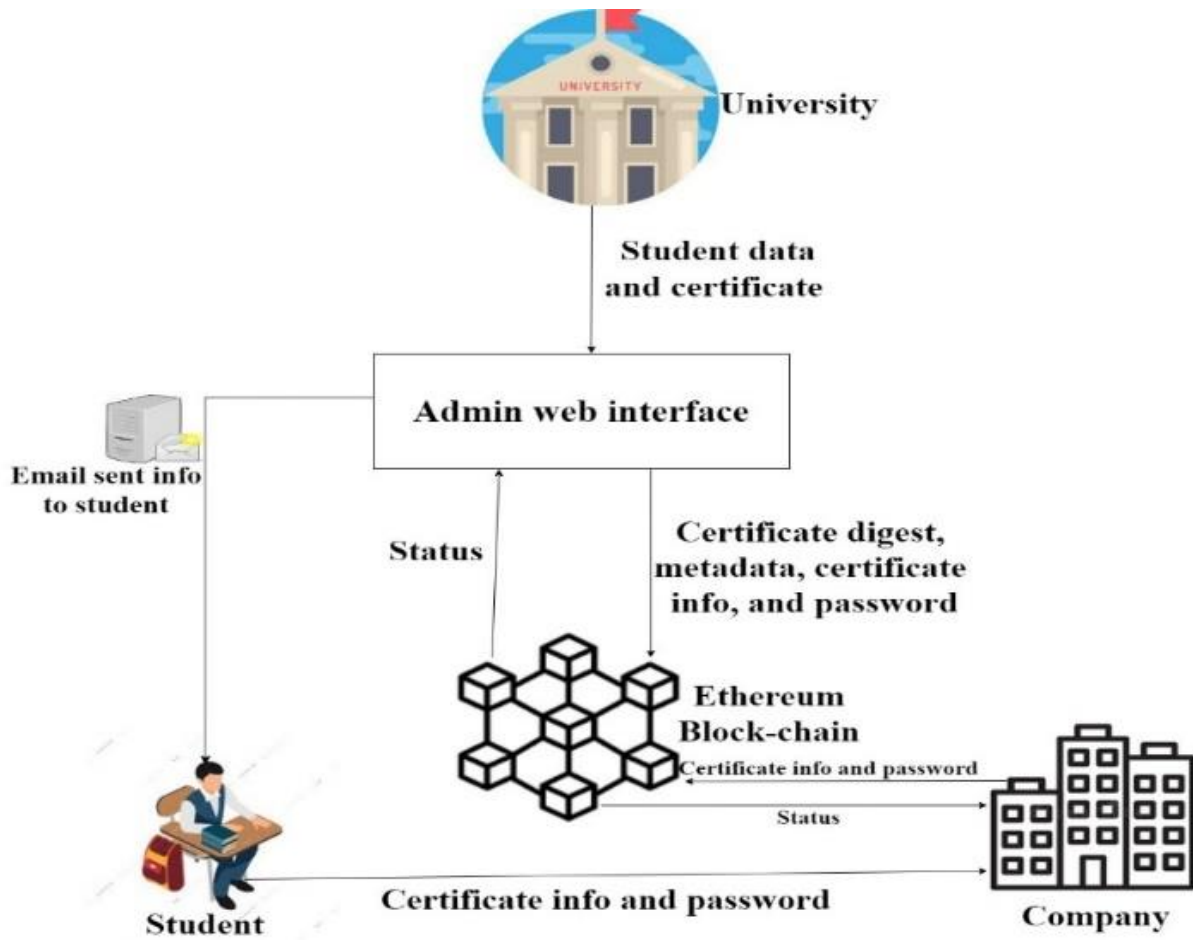 UNIVERSITY
University
Student data
and certificate
Admin web interface
Email sent info
to student
Status
Certificate digest,
metadata, certificate
info, and password
Ethereum
Block-chain
Certificate info and password
Status
Certificate info and password
Student
Company